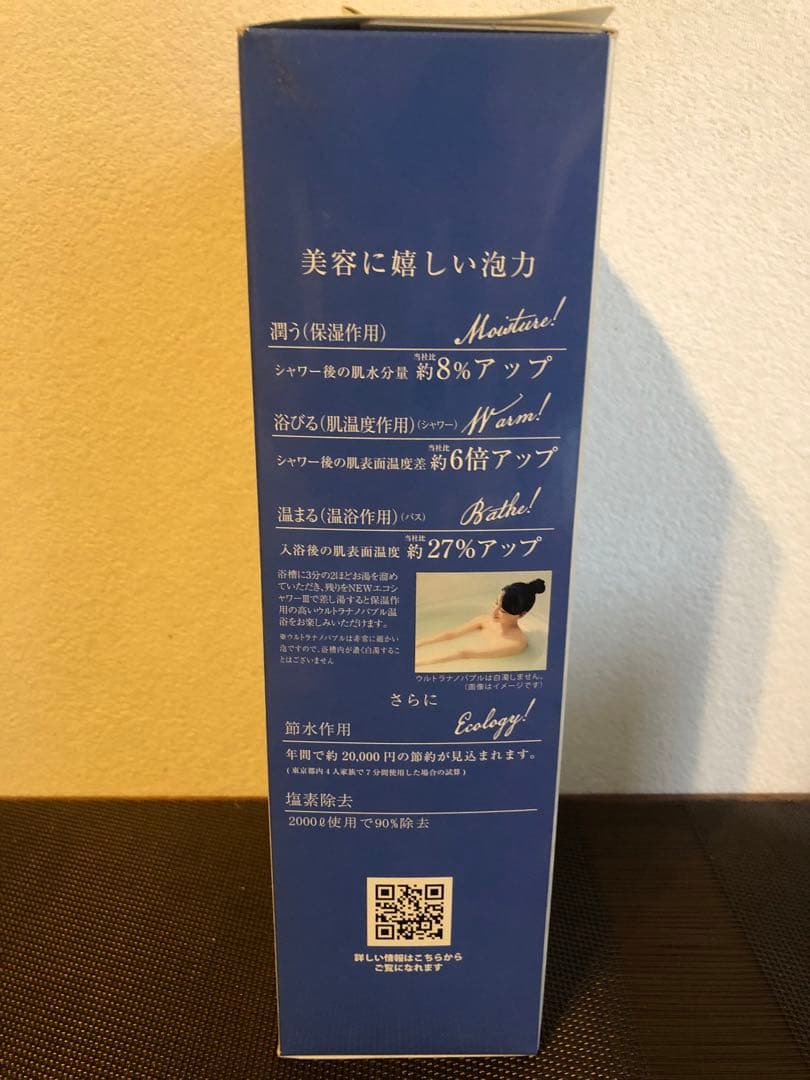 美容に嬉しい泡力
潤う(保湿作用) Moisture!
シャワー後の肌水分量 当社比 約8%アップ
浴びる(肌温度作用)(シャワー) Warm!
シャワー後の肌表面温度差 当社比 約6倍アップ
温まる(温浴作用)(バス) Bathe!
入浴後の肌表面温度 当社比 約27%アップ
浴槽に3分の2ほどお湯を溜め
ていただき、残りをNEWエコシ
ャワーⅢで差し湯すると保温作
用の高いウルトラナノバブル温
浴をお楽しみいただけます。
※ウルトラナノバブルは非常に細かい
泡ですので、浴槽内が濃く白濁するこ
とはございません
ウルトラナノバブルは白濁しません。
(画像はイメージです)
さらに
節水作用 Ecology!
年間で約20,000円の節約が見込まれます。
(東京都内4人家族で7分間使用した場合の試算)
塩素除去
2000ℓ使用で90%除去
詳しい情報はこちらから
ご覧になれます